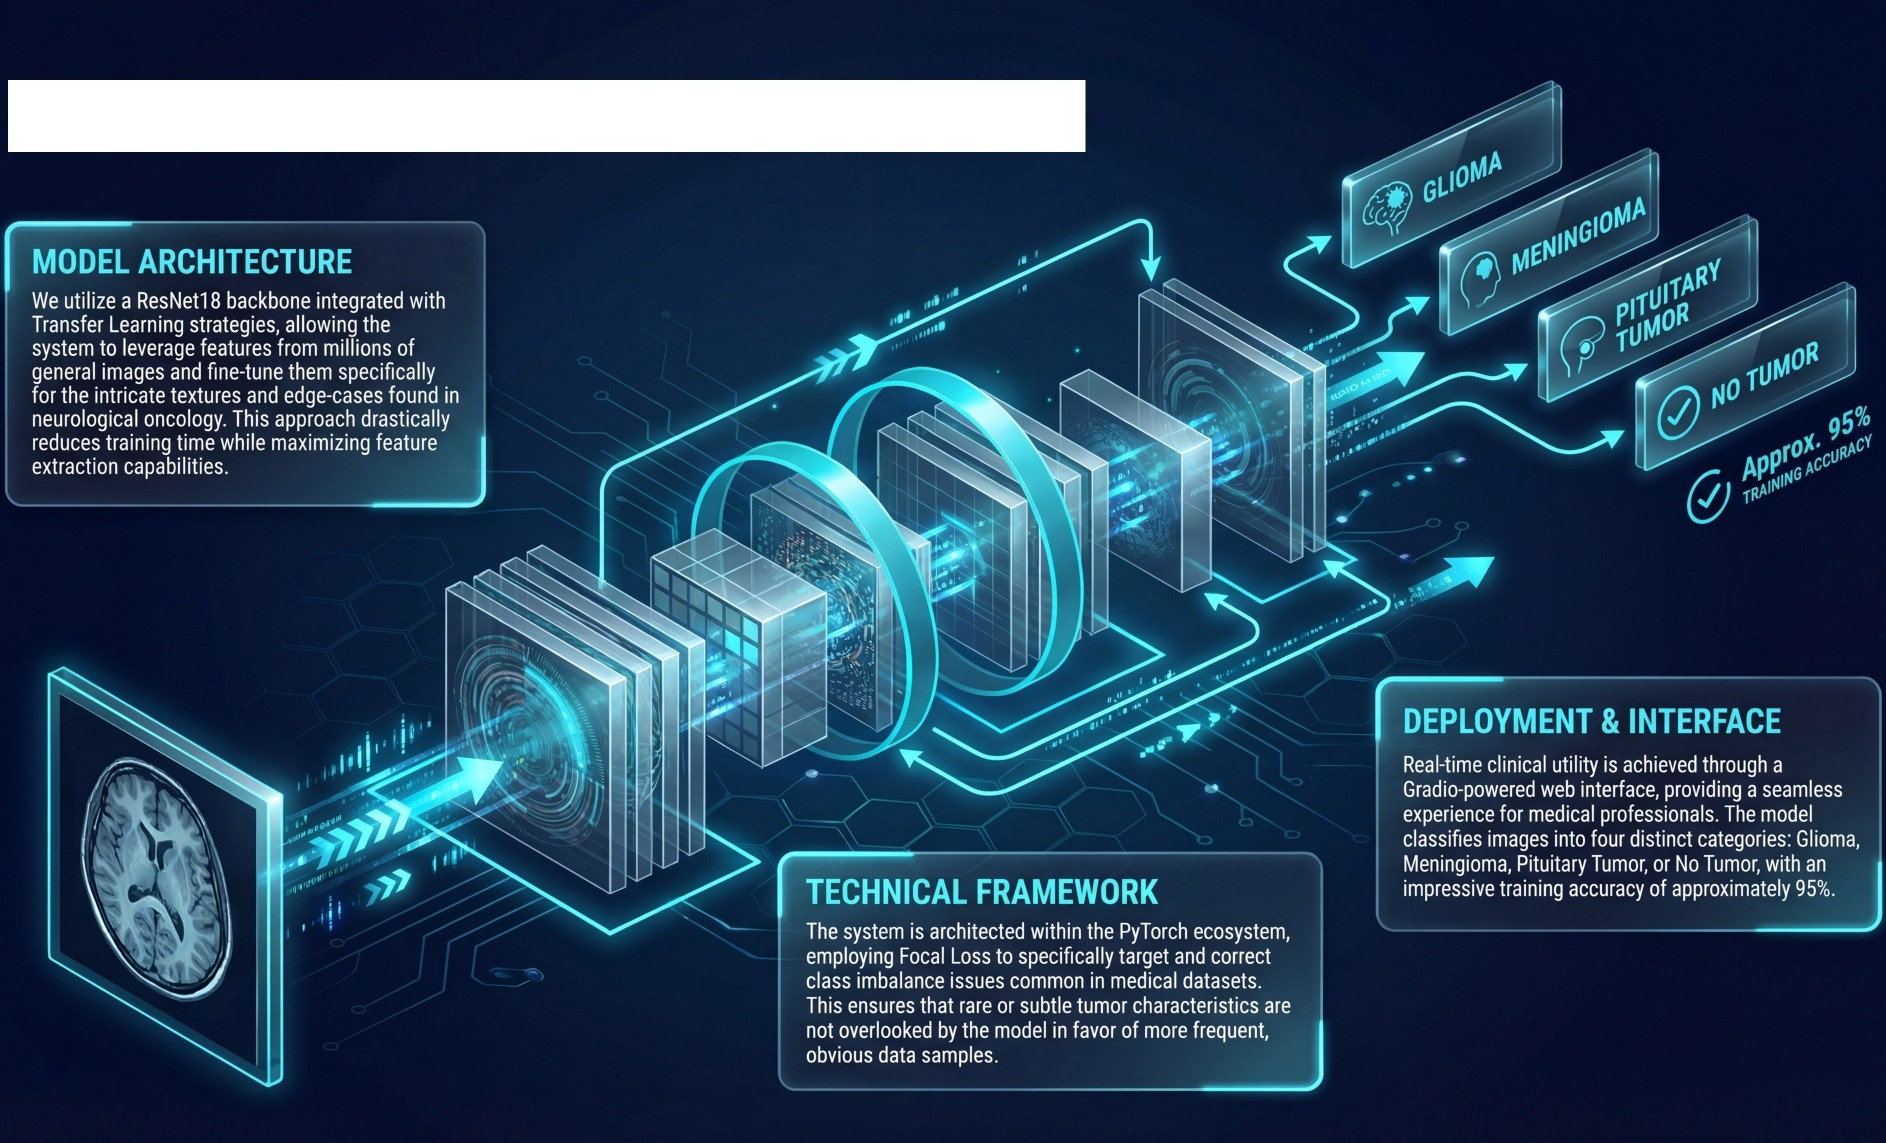 MODEL ARCHITECTURE
We utilize a ResNet18 backbone integrated with
Transfer Learning strategies, allowing the
system to leverage features from millions of
general images and fine-tune them specifically
for the intricate textures and edge-cases found in
neurological oncology. This approach drastically
reduces training time while maximizing feature
extraction capabilities.
GLIOMA
MENINGIOMA
PITUITARY
TUMOR
NO TUMOR
Approx. 95%
TRAINING ACCURACY
TECHNICAL FRAMEWORK
The system is architected within the PyTorch ecosystem,
employing Focal Loss to specifically target and correct
class imbalance issues common in medical datasets.
This ensures that rare or subtle tumor characteristics are
not overlooked by the model in favor of more frequent,
obvious data samples.
DEPLOYMENT & INTERFACE
Real-time clinical utility is achieved through a
Gradio-powered web interface, providing a seamless
experience for medical professionals. The model
classifies images into four distinct categories: Glioma,
Meningioma, Pituitary Tumor, or No Tumor, with an
impressive training accuracy of approximately 95%.